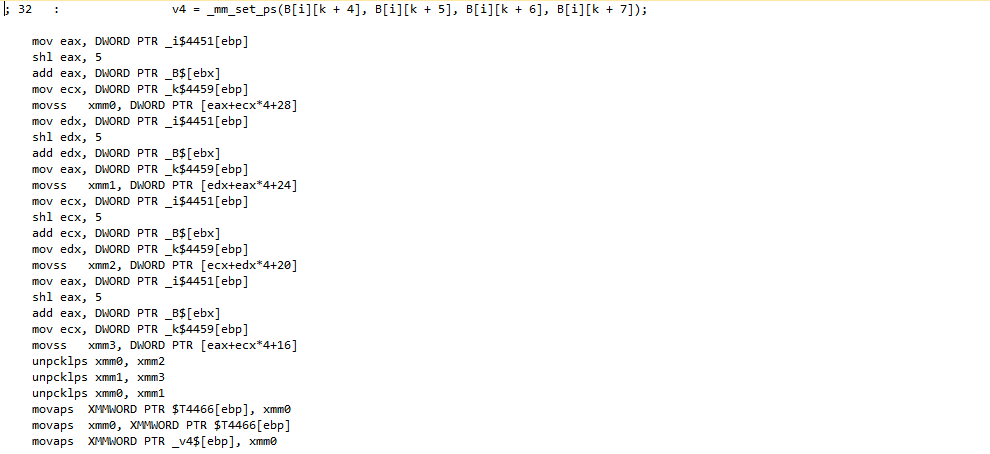 ; 32   :                v4 = _mm_set_ps(B[i][k + 4], B[i][k + 5], B[i][k + 6], B[i][k + 7]);
mov eax, DWORD PTR _i$4451[ebp]
shl eax, 5
add eax, DWORD PTR _B$[ebx]
mov ecx, DWORD PTR _k$4459[ebp]
movss   xmm0, DWORD PTR [eax+ecx*4+28]
mov edx, DWORD PTR _i$4451[ebp]
shl edx, 5
add edx, DWORD PTR _B$[ebx]
mov eax, DWORD PTR _k$4459[ebp]
movss   xmm1, DWORD PTR [edx+eax*4+24]
mov ecx, DWORD PTR _i$4451[ebp]
shl ecx, 5
add ecx, DWORD PTR _B$[ebx]
mov edx, DWORD PTR _k$4459[ebp]
movss   xmm2, DWORD PTR [ecx+edx*4+20]
mov eax, DWORD PTR _i$4451[ebp]
shl eax, 5
add eax, DWORD PTR _B$[ebx]
mov ecx, DWORD PTR _k$4459[ebp]
movss   xmm3, DWORD PTR [eax+ecx*4+16]
unpcklps xmm0, xmm2
unpcklps xmm1, xmm3
unpcklps xmm0, xmm1
movaps  XMMWORD PTR $T4466[ebp], xmm0
movaps  xmm0, XMMWORD PTR $T4466[ebp]
movaps  XMMWORD PTR _v4$[ebp], xmm0